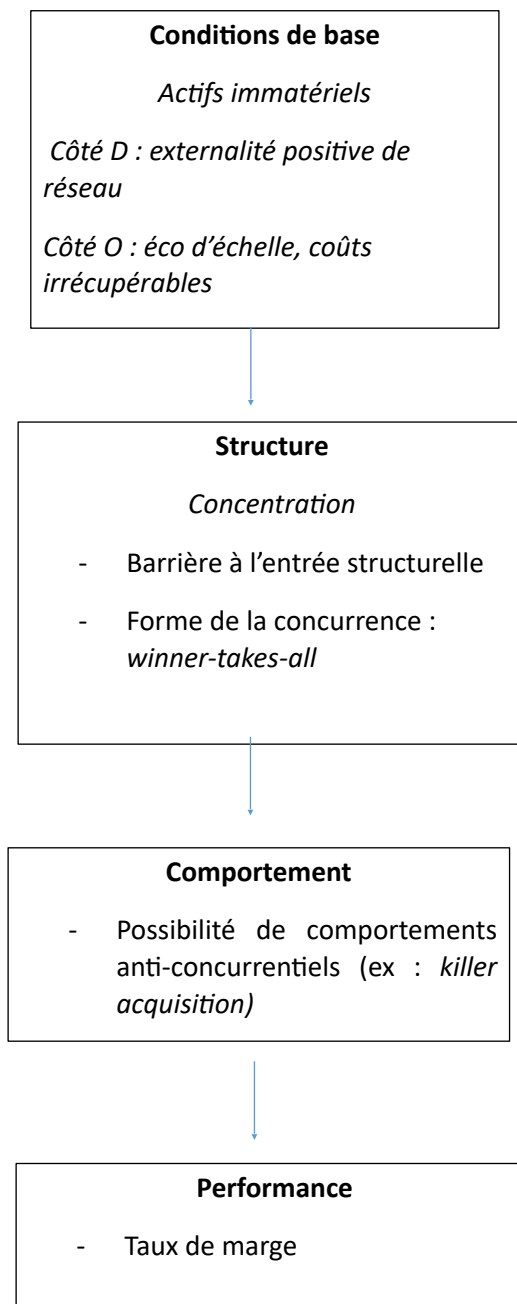 Conditions de base
Actifs immatériels
Côté D : externalité positive de
réseau
Côté O : éco d’échelle, coûts
irrécupérables
Structure
Concentration
- Barrière à l’entrée structurelle
- Forme de la concurrence :
winner-takes-all
Comportement
- Possibilité de comportements
anti-concurrentiels (ex : killer
acquisition)
Performance
- Taux de marge